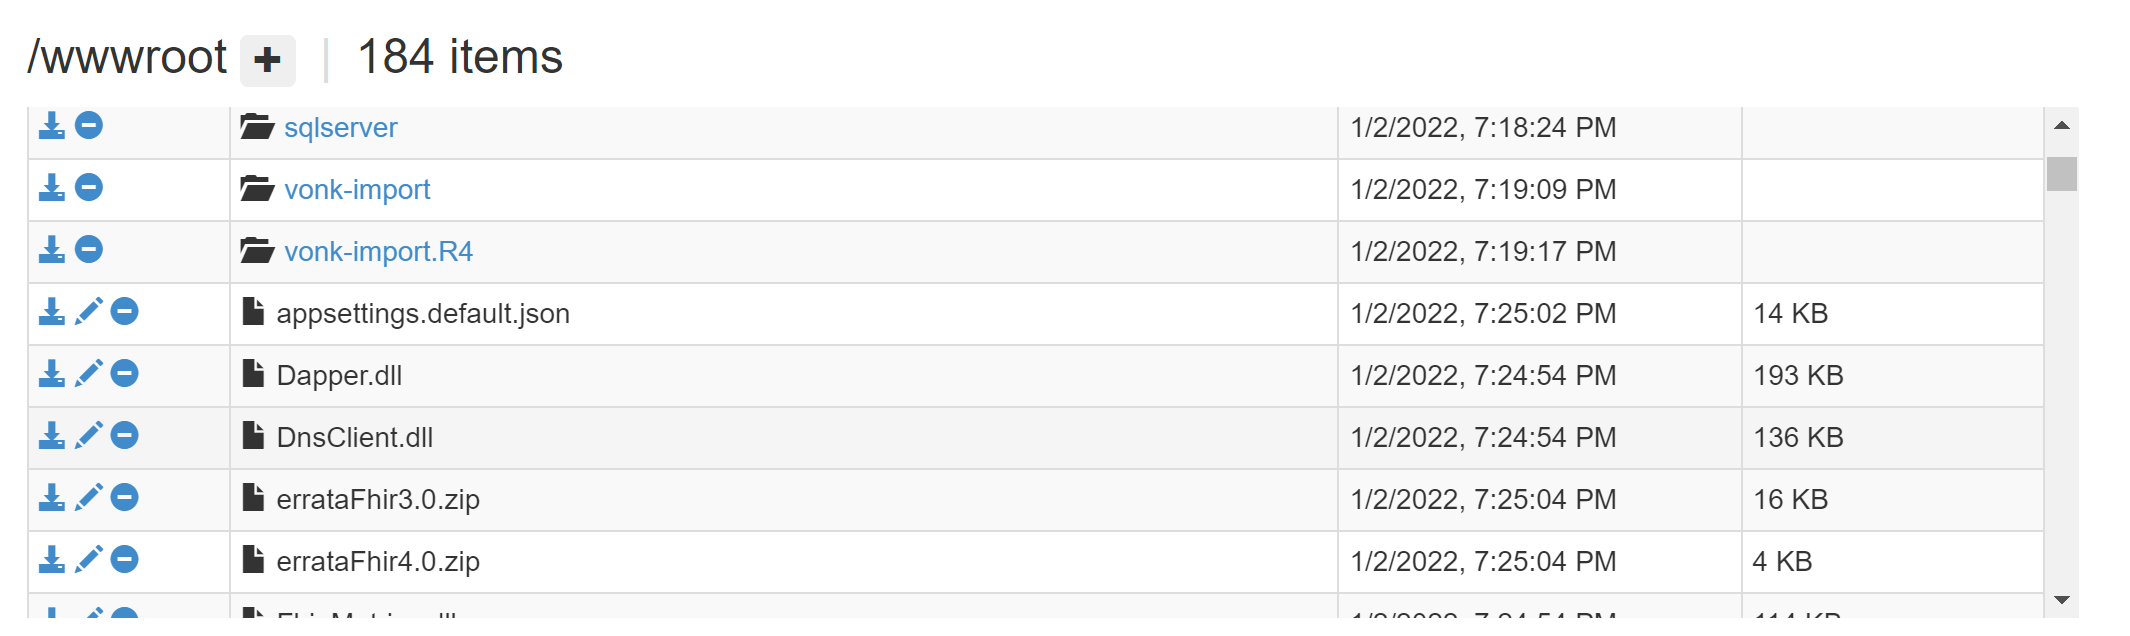 /wwwroot + | 184 items
sqlserver 1/2/2022, 7:18:24 PM
vonk-import 1/2/2022, 7:19:09 PM
vonk-import.R4 1/2/2022, 7:19:17 PM
appsettings.default.json 1/2/2022, 7:25:02 PM 14 KB
Dapper.dll 1/2/2022, 7:24:54 PM 193 KB
DnsClient.dll 1/2/2022, 7:24:54 PM 136 KB
errataFhir3.0.zip 1/2/2022, 7:25:04 PM 16 KB
errataFhir4.0.zip 1/2/2022, 7:25:04 PM 4 KB